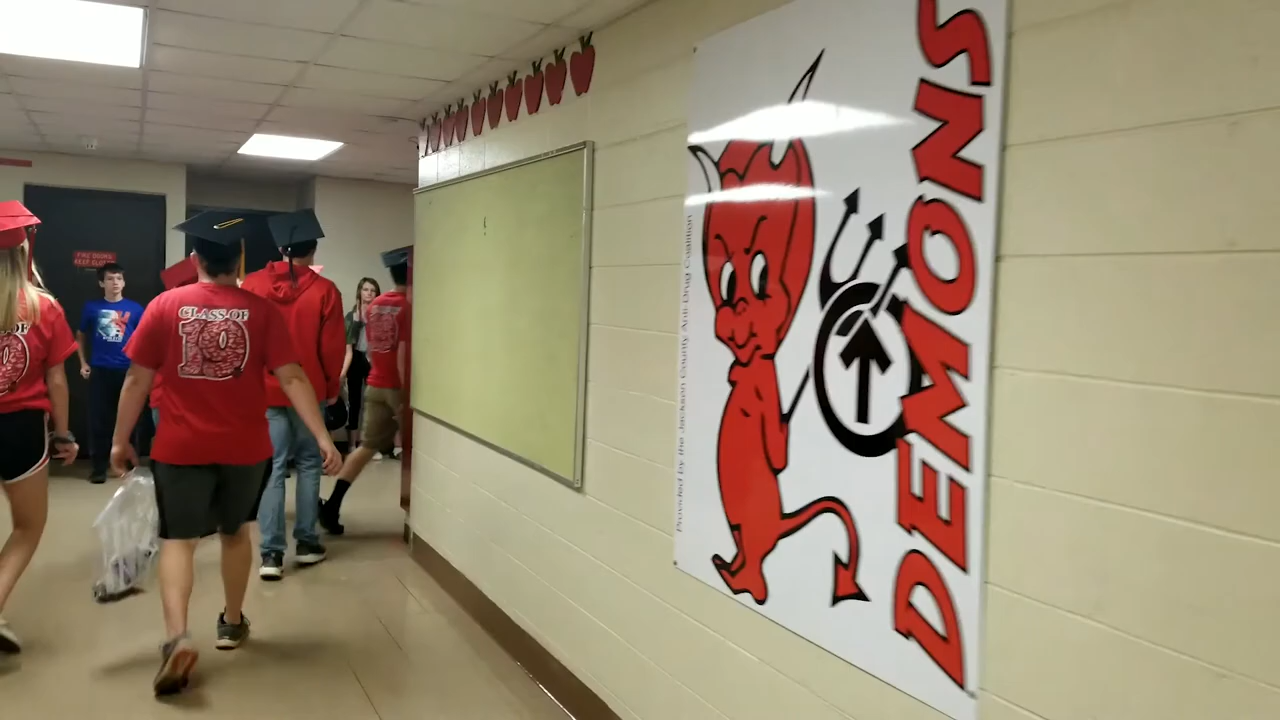 FIRE DOORS
KEEP CLOSED
CLASS OF
19
DEMONS
Provided by the Jackson County Anti-Drug Coalition